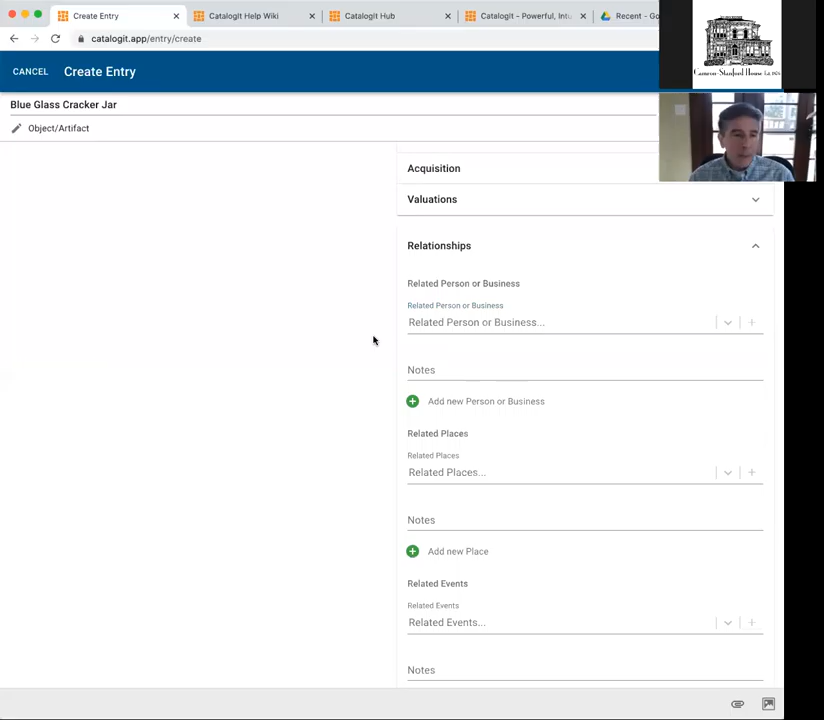 Create Entry
Catalogit Help Wiki
Catalogit Hub
Catalogit - Powerful, Intu
Recent - Go
catalogit.app/entry/create
CANCEL
Create Entry
Cameron-Stanford House
Blue Glass Cracker Jar
Object/Artifact
Acquisition
Valuations
Relationships
Related Person or Business
Related Person or Business
Related Person or Business...
Notes
Add new Person or Business
Related Places
Related Places
Related Places...
Notes
Add new Place
Related Events
Related Events
Related Events...
Notes